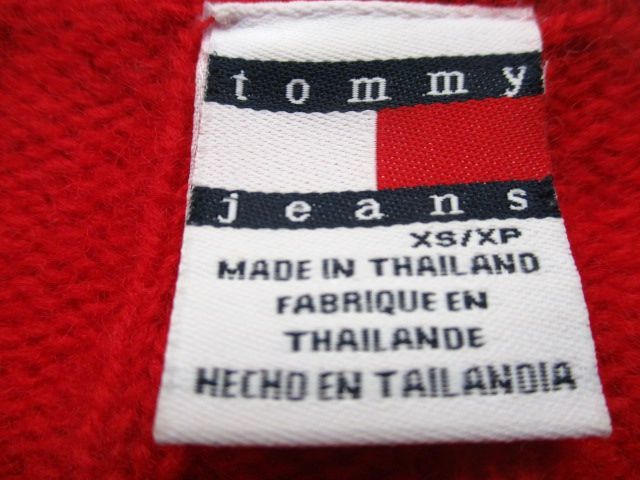 tommy
jeans
XS/XP
MADE IN THAILAND
FABRIQUE EN
THAILANDE
HECHO EN TAILANDIA